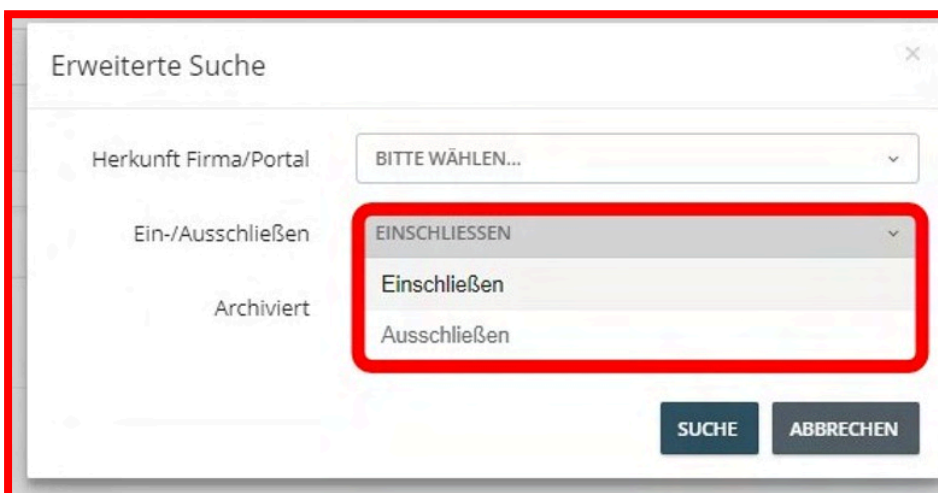 Erweiterte Suche
×
Herkunft Firma/Portal BITTE WÄHLEN...
Ein-/Ausschließen EINSCHLIESSEN
Einschließen
Archiviert
Ausschließen
SUCHE ABBRECHEN